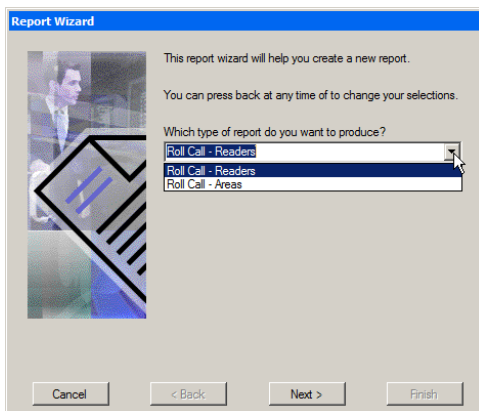 Report Wizard
This report wizard will help you create a new report.
You can press back at any time of to change your selections.
Which type of report do you want to produce?
Roll Call - Readers
Roll Call - Readers
Roll Call - Areas
Cancel
< Back
Next >
Finish